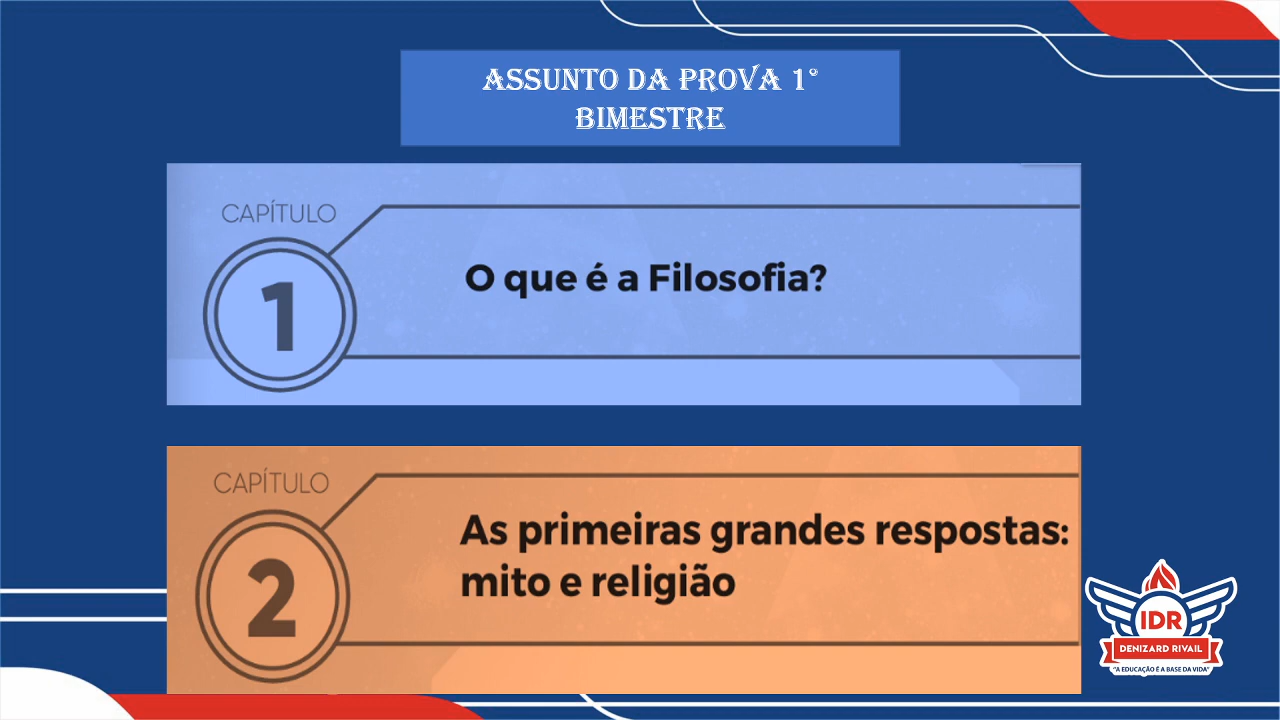 ASSUNTO DA PROVA 1°
BIMESTRE
CAPÍTULO
1
O que é a Filosofia?
CAPÍTULO
2
As primeiras grandes respostas:
mito e religião
IDR
DENIZARD RIVAIL
"A EDUCAÇÃO É A BASE DA VIDA"